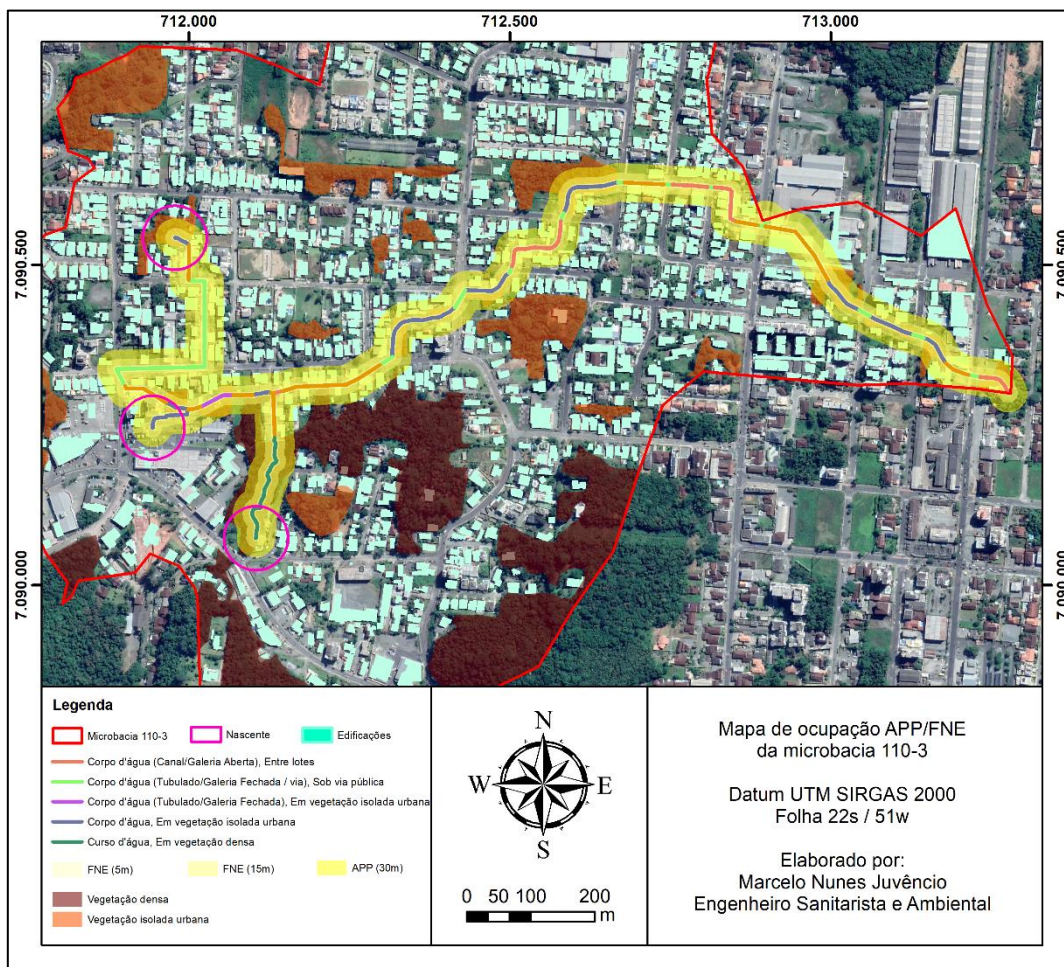 712.000
712.500
713.000
7.090.500
7.090.500
7.090.000
7.090.000
Legenda
Microbacia 110-3
Nascente
Edificações
Corpo d'água (Canal/Galeria Aberta), Entre lotes
Corpo d'água (Tubulado/Galeria Fechada / via), Sob via pública
Corpo d'água (Tubulado/Galeria Fechada), Em vegetação isolada urbana
Corpo d'água, Em vegetação isolada urbana
Curso d'água, Em vegetação densa
FNE (5m)
FNE (15m)
APP (30m)
Vegetação densa
Vegetação isolada urbana
N
W
E
S
0 50 100
200
m
Mapa de ocupação APP/FNE
da microbacia 110-3
Datum UTM SIRGAS 2000
Folha 22s / 51w
Elaborado por:
Marcelo Nunes Juvêncio
Engenheiro Sanitarista e Ambiental